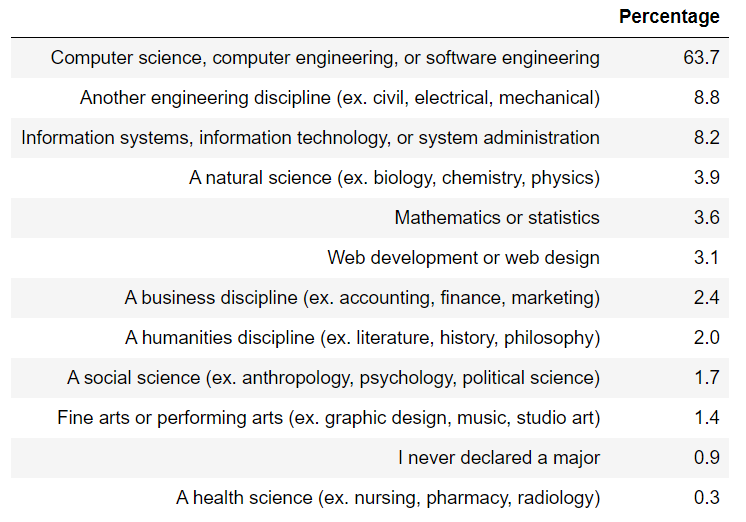 Percentage
Computer science, computer engineering, or software engineering 63.7
Another engineering discipline (ex. civil, electrical, mechanical) 8.8
Information systems, information technology, or system administration 8.2
A natural science (ex. biology, chemistry, physics) 3.9
Mathematics or statistics 3.6
Web development or web design 3.1
A business discipline (ex. accounting, finance, marketing) 2.4
A humanities discipline (ex. literature, history, philosophy) 2.0
A social science (ex. anthropology, psychology, political science) 1.7
Fine arts or performing arts (ex. graphic design, music, studio art) 1.4
I never declared a major 0.9
A health science (ex. nursing, pharmacy, radiology) 0.3